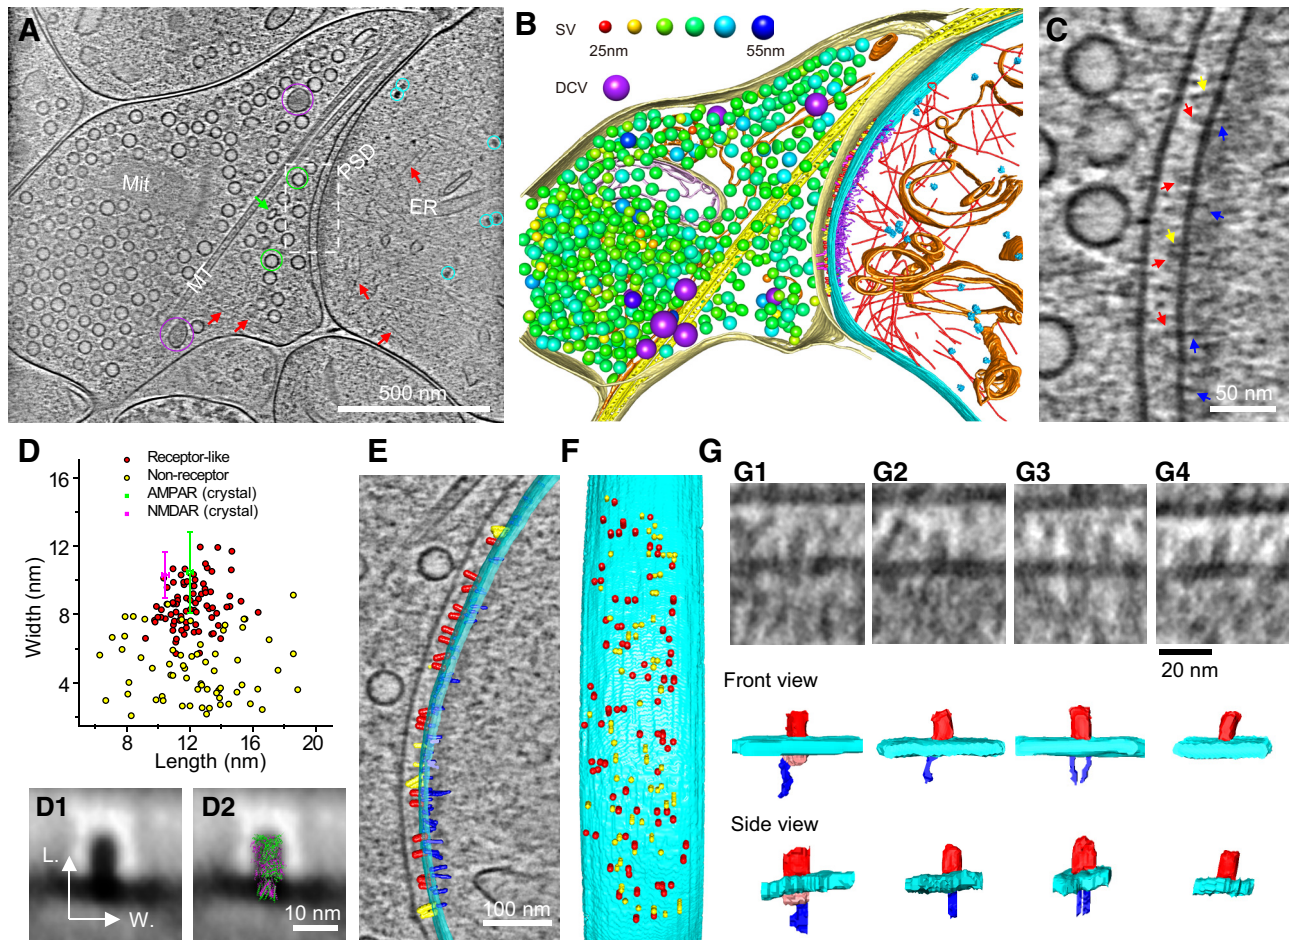 A
Mit
MT
PSD
ER
500 nm
B
SV
25nm
55nm
DCV
C
50 nm
D
Receptor-like
Non-receptor
AMPAR (crystal)
NMDAR (crystal)
16
12
8
4
Width (nm)
8
12
16
20
Length (nm)
D1
L.
W.
D2
10 nm
E
100 nm
F
G
G1
G2
G3
G4
20 nm
Front view
Side view